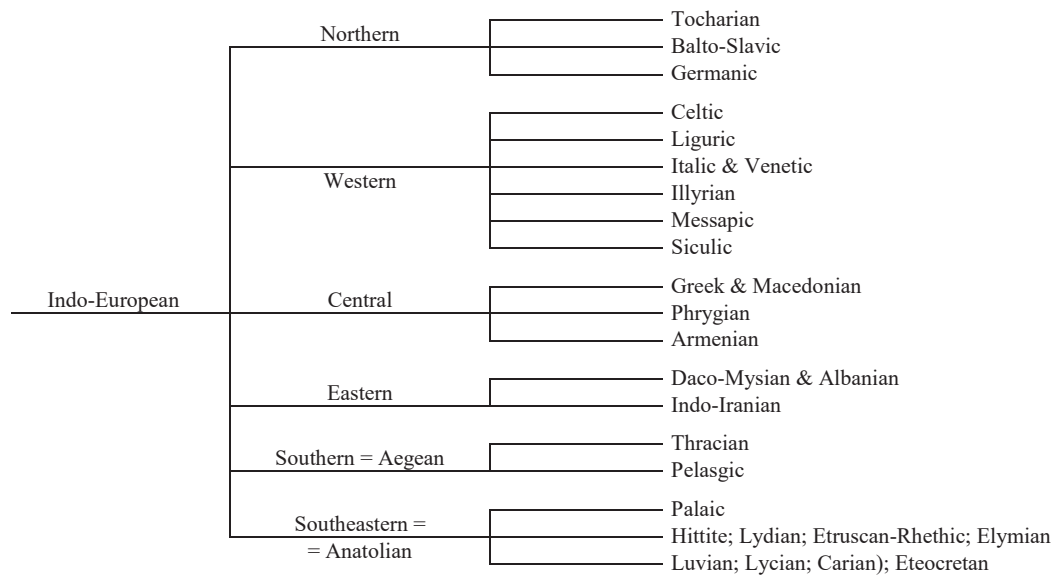 Tocharian
Northern
Balto-Slavic
Germanic
Celtic
Liguric
Italic & Venetic
Western
Illyrian
Messapic
Siculic
Greek & Macedonian
Indo-European
Central
Phrygian
Armenian
Daco-Mysian & Albanian
Eastern
Indo-Iranian
Thracian
Southern = Aegean
Pelasgic
Palaic
Southeastern =
= Anatolian
Hittite; Lydian; Etruscan-Rhethic; Elymian
Luvian; Lycian; Carian); Eteocretan